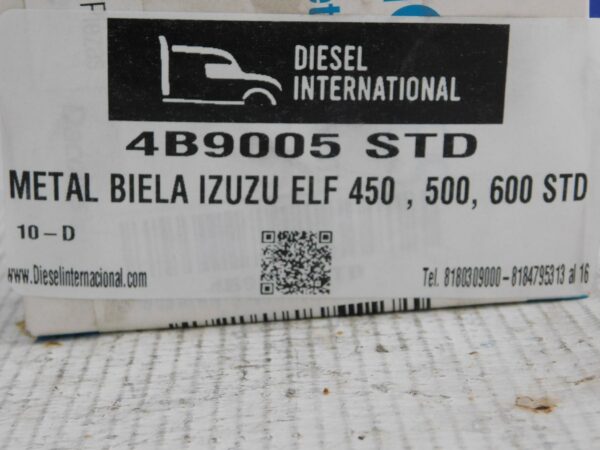 DIESEL
INTERNATIONAL
4B9005 STD
METAL BIELA IZUZU ELF 450 , 500, 600 STD
10-D
www.Dieselinternacional.com
Tel. 8180309000-8184795313 al 16